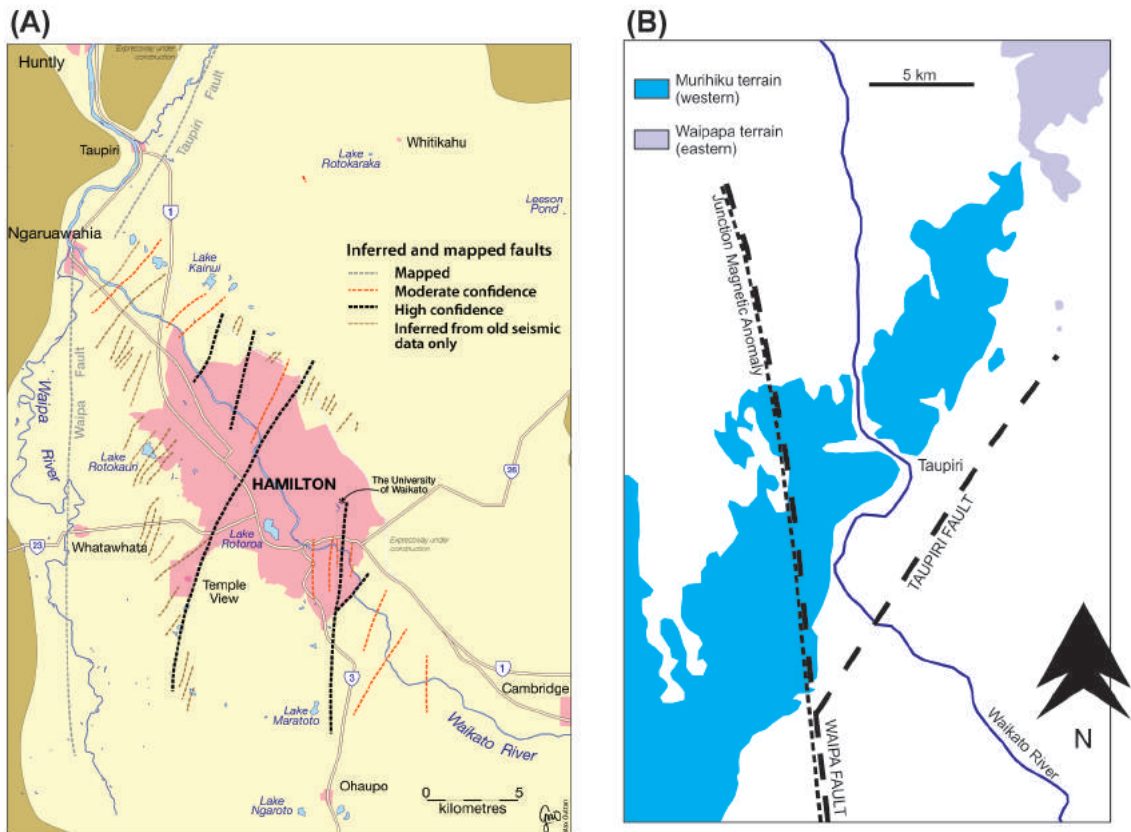 (A)
Huntly
Expressway under
construction
Taupiri Fault
Taupiri
Whitikahu
Lake
Rotokaraka
Leeson
Pond
1
Ngaruawahia
Lake
Kainui
Inferred and mapped faults
Mapped
Moderate confidence
High confidence
Inferred from old seismic
data only
Waipa River
Waipa Fault
Lake
Rotokauri
HAMILTON
The University
of Waikato
26
23
Whatawhata
Lake
Rotoroa
Expressway under
construction
Temple
View
3
1
Cambridge
Lake
Maratoto
Waikato River
Ohaupo
0 5
kilometres
Lake
Ngaroto
(B)
Murihiku terrain
(western)
Waipapa terrain
(eastern)
5 km
Junction Magnetic Anomaly
Taupiri
TAUPIRI FAULT
WAIPA FAULT
Waikato River
N